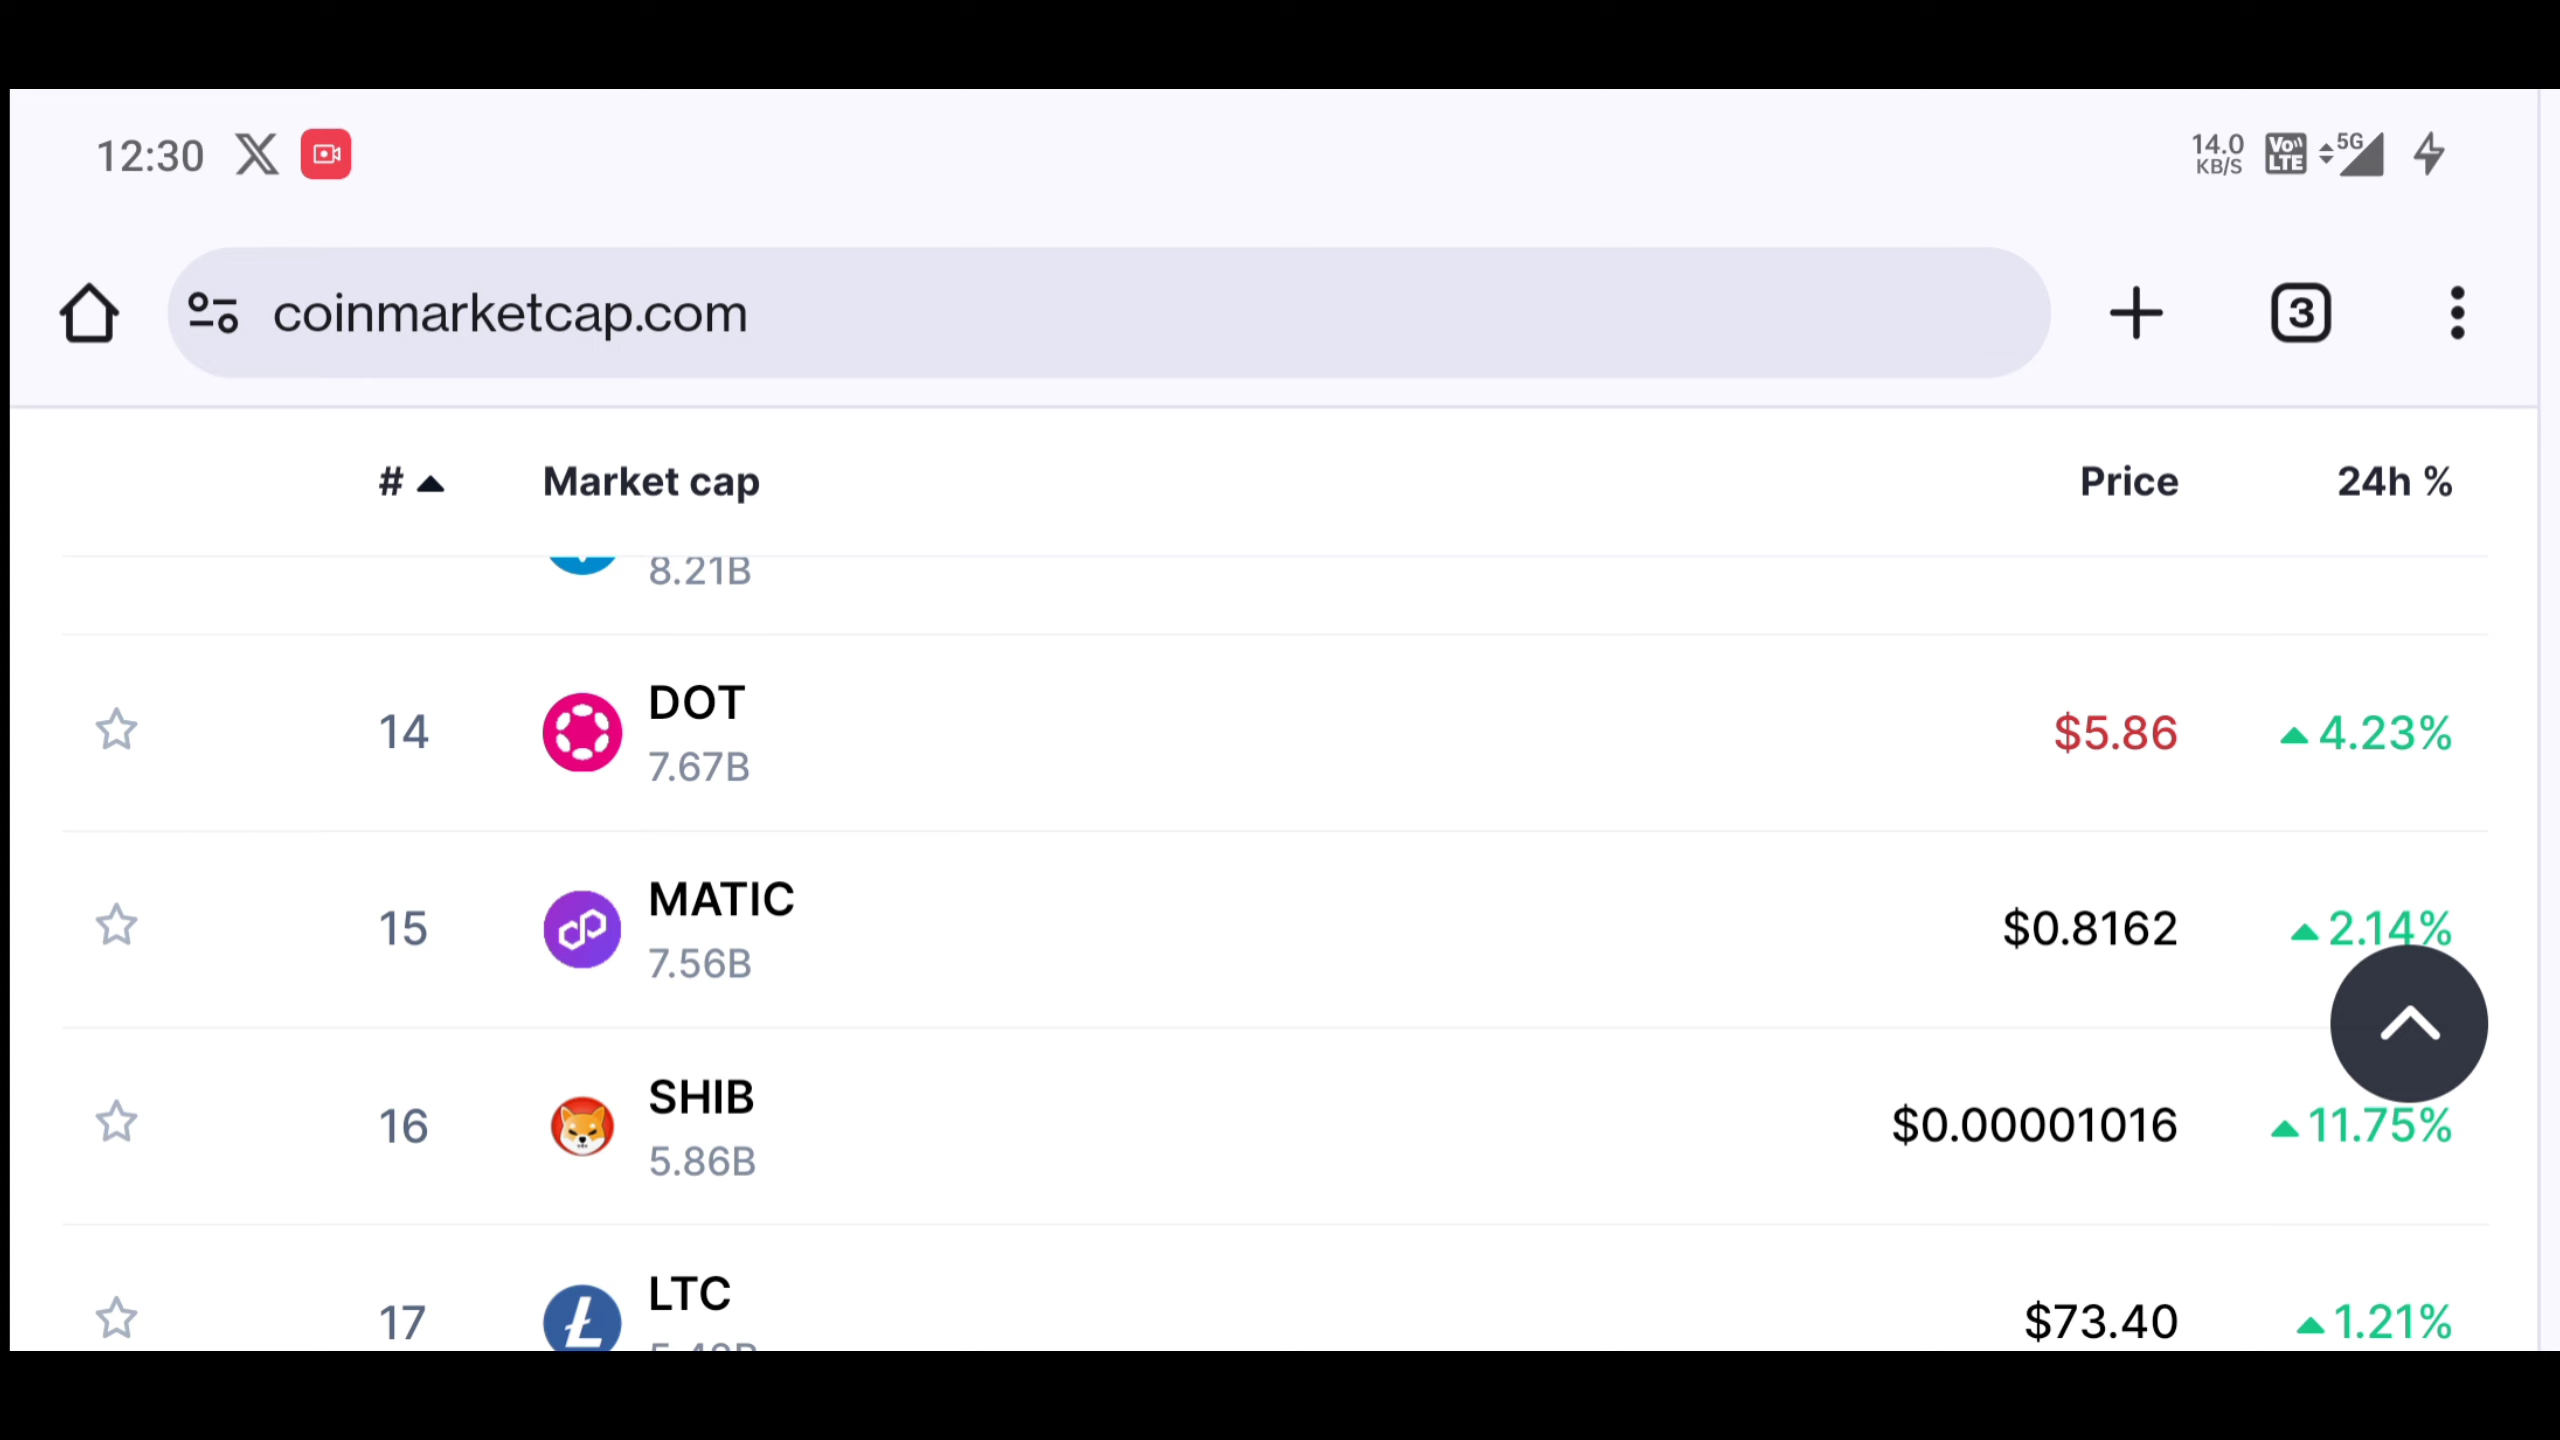 12:30
14.0
KB/S
Vo))
LTE
5G
coinmarketcap.com
3
# Market cap Price 24h %
8.21B
14 DOT $5.86 4.23%
7.67B
15 MATIC $0.8162 2.14%
7.56B
16 SHIB $0.00001016 11.75%
5.86B
17 LTC $73.40 1.21%